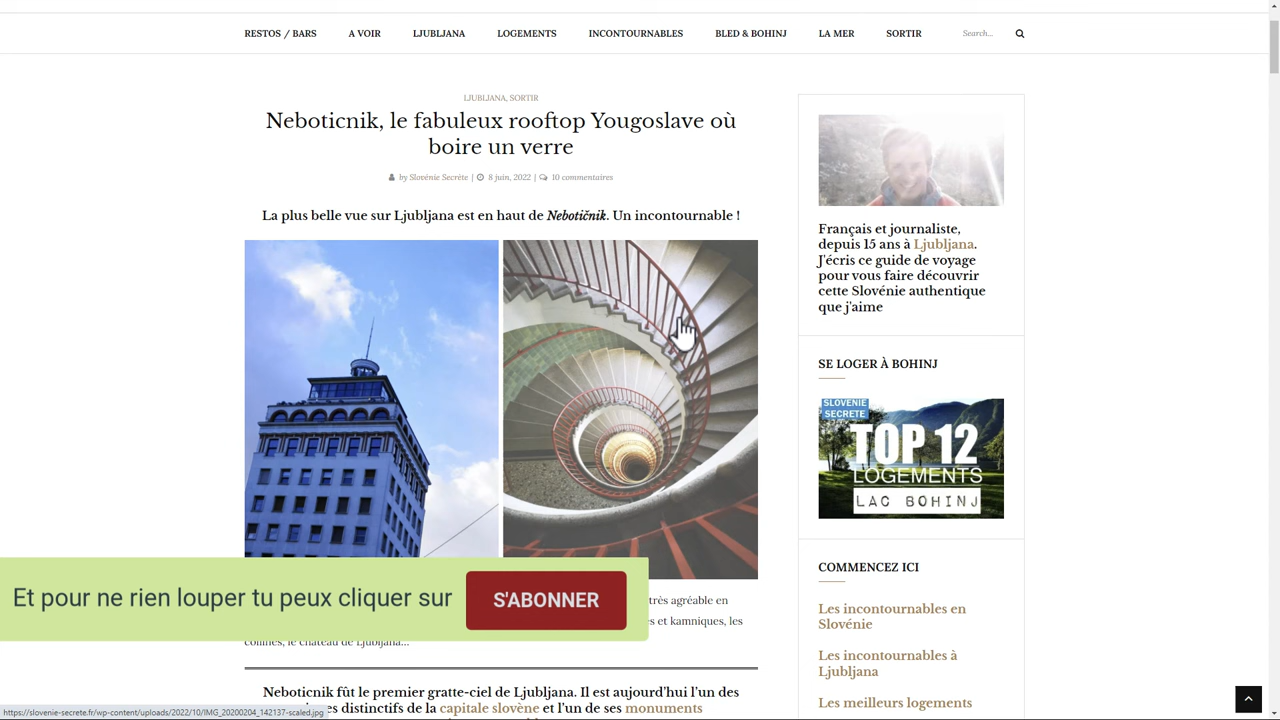 RESTOS / BARS
A VOIR
LJUBLJANA
LOGEMENTS
INCONTOURNABLES
BLED & BOHINJ
LA MER
SORTIR
Search...
LJUBLJANA, SORTIR
Neboticnik, le fabuleux rooftop Yougoslave où
boire un verre
by Slovénie Secrète | 8 juin, 2022 | 10 commentaires
La plus belle vue sur Ljubljana est en haut de Nebotičnik. Un incontournable !
très agréable en
es et kamniques, les
collines, le château de Ljubljana...
Neboticnik fût le premier gratte-ciel de Ljubljana. Il est aujourd'hui l'un des
es distinctifs de la capitale slovène et l'un de ses monuments
Et pour ne rien louper tu peux cliquer sur
S'ABONNER
https://slovenie-secrete.fr/wp-content/uploads/2022/10/IMG_20200204_142137-scaled.jpg
Français et journaliste,
depuis 15 ans à Ljubljana.
J'écris ce guide de voyage
pour vous faire découvrir
cette Slovénie authentique
que j'aime
SE LOGER À BOHINJ
SLOVENIE
SECRETE
TOP 12
LOGEMENTS
LAC BOHINJ
COMMENCEZ ICI
Les incontournables en
Slovénie
Les incontournables à
Ljubljana
Les meilleurs logements